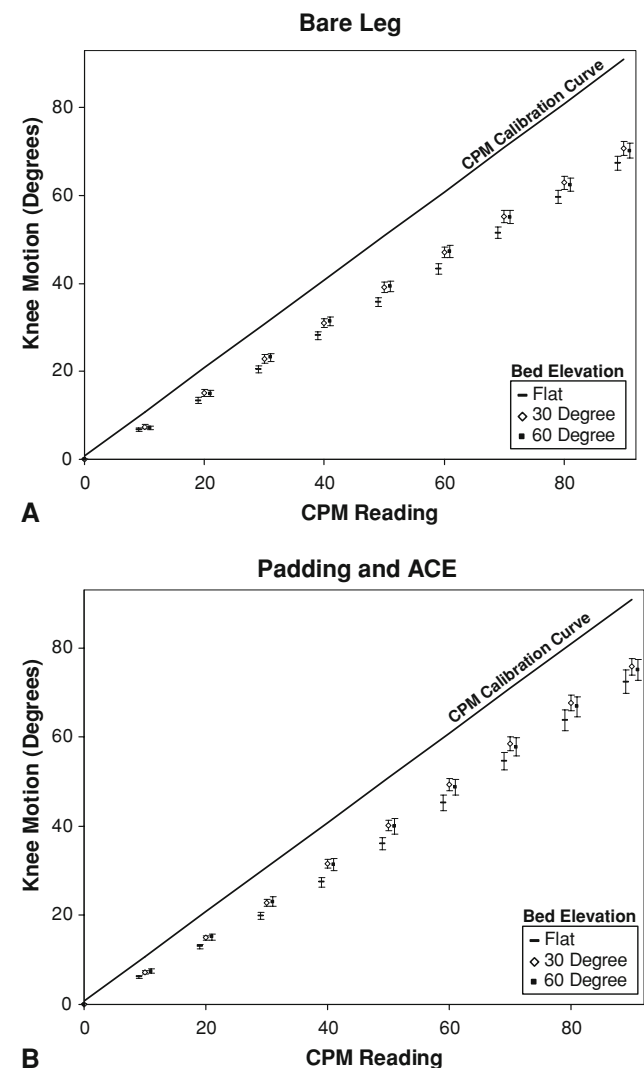 Bare Leg
Knee Motion (Degrees)
80
60
40
20
0
CPM Calibration Curve
Bed Elevation
Flat
30 Degree
60 Degree
0 20 40 60 80
A
CPM Reading
Padding and ACE
Knee Motion (Degrees)
80
60
40
20
0
CPM Calibration Curve
Bed Elevation
Flat
30 Degree
60 Degree
0 20 40 60 80
B
CPM Reading